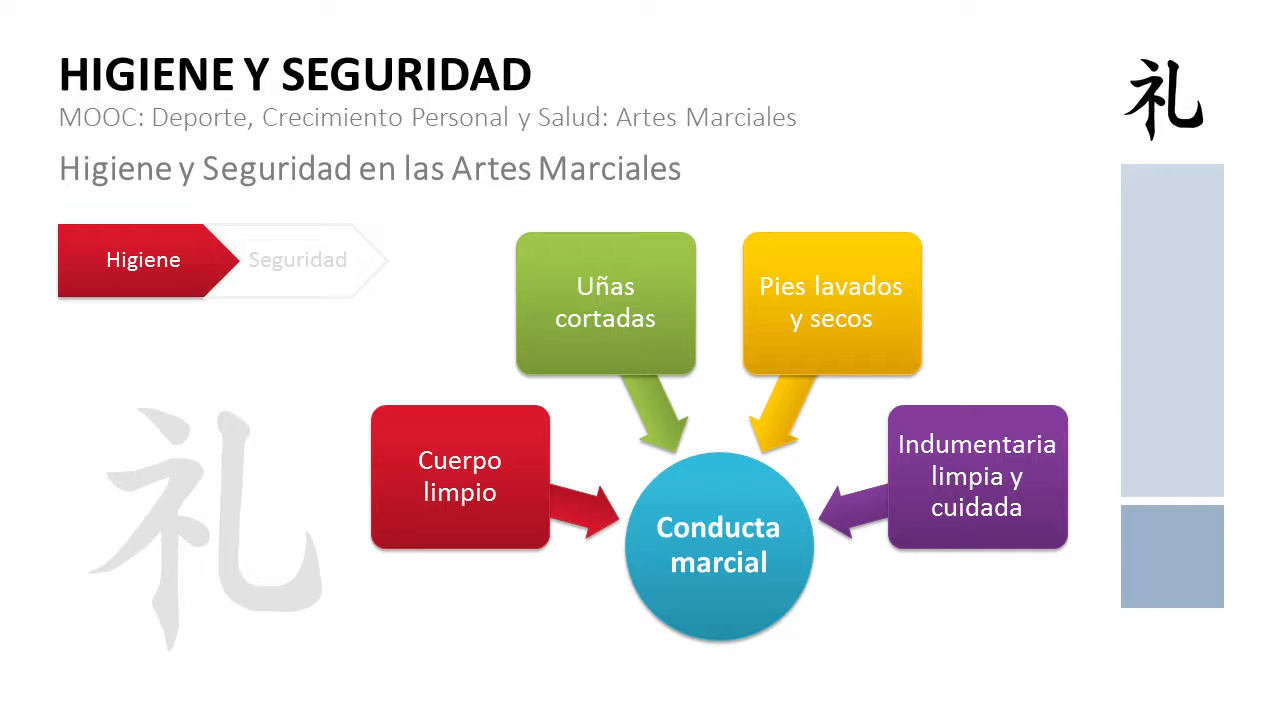 HIGIENE Y SEGURIDAD
MOOC: Deporte, Crecimiento Personal y Salud: Artes Marciales
Higiene y Seguridad en las Artes Marciales
礼
Higiene
Seguridad
Uñas
cortadas
Pies lavados
y secos
Cuerpo
limpio
Indumentaria
limpia y
cuidada
Conducta
marcial
礼